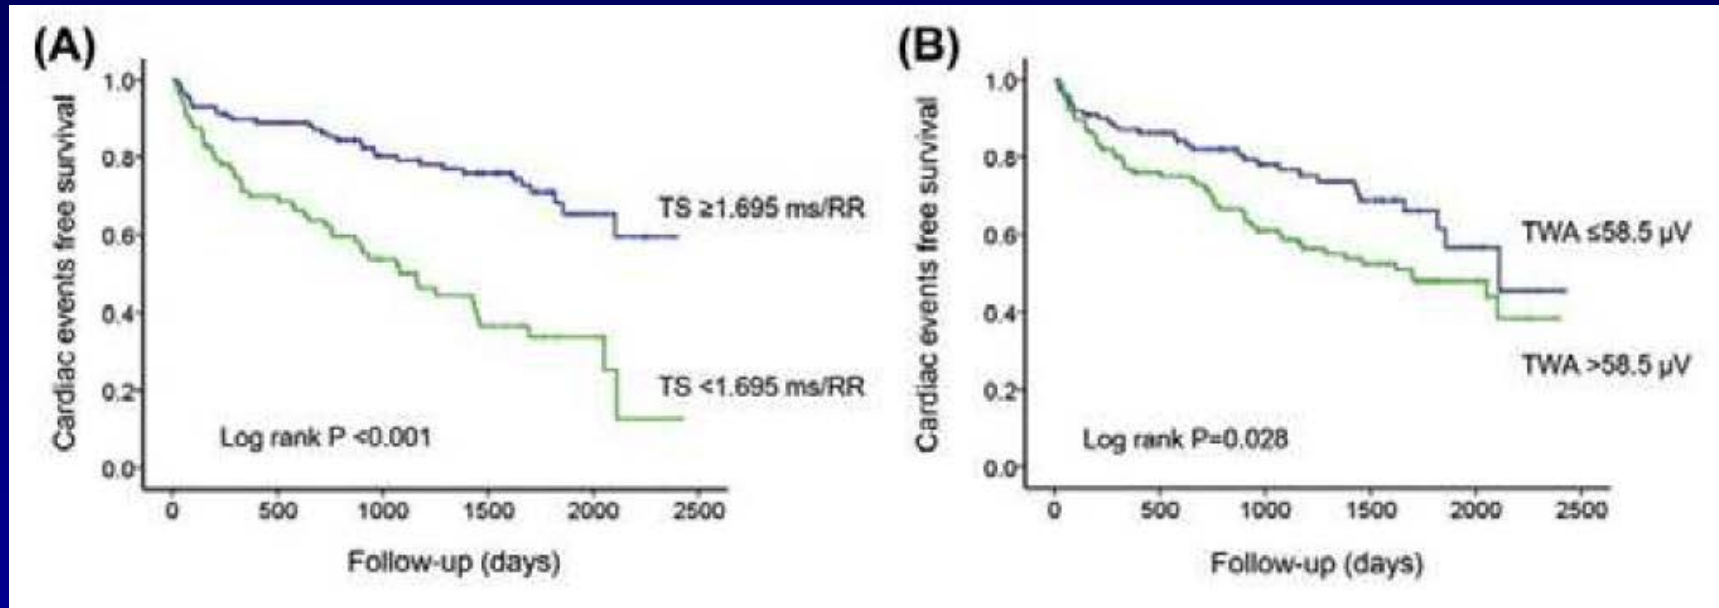 (A)
Cardiac events free survival
1.0
0.8
0.6
0.4
0.2
0.0
TS ≥1.695 ms/RR
TS <1.695 ms/RR
Log rank P <0.001
0 500 1000 1500 2000 2500
Follow-up (days)
(B)
Cardiac events free survival
1.0
0.8
0.6
0.4
0.2
0.0
TWA ≤58.5 μV
TWA >58.5 μV
Log rank P=0.028
0 500 1000 1500 2000 2500
Follow-up (days)